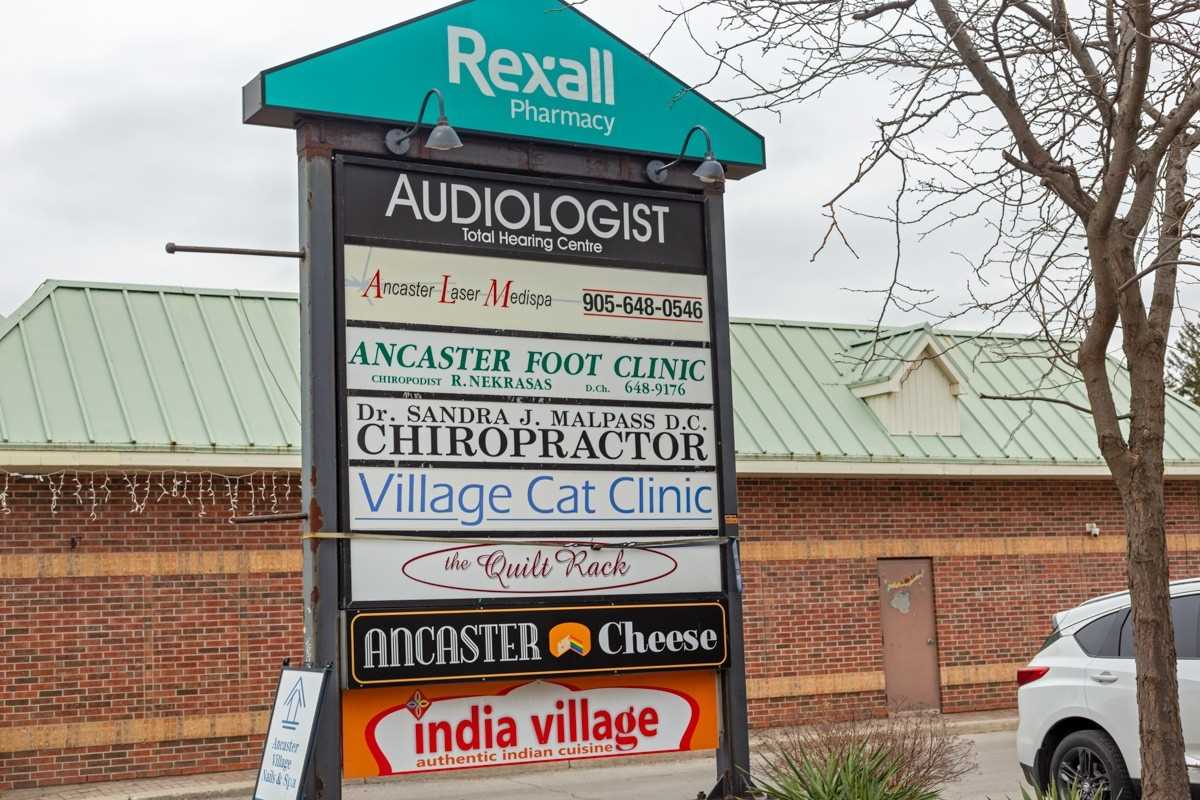 Rexall
Pharmacy
AUDIOLOGIST
Total Hearing Centre
Ancaster Laser Medispa 905-648-0546
ANCASTER FOOT CLINIC
CHIROPODIST R. NEKRASAS D.Ch. 648-9176
Dr. SANDRA J. MALPASS D.C.
CHIROPRACTOR
Village Cat Clinic
the Quilt Rack
ANCASTER Cheese
india village
authentic indian cuisine
Ancaster
Village
Nails & Spa